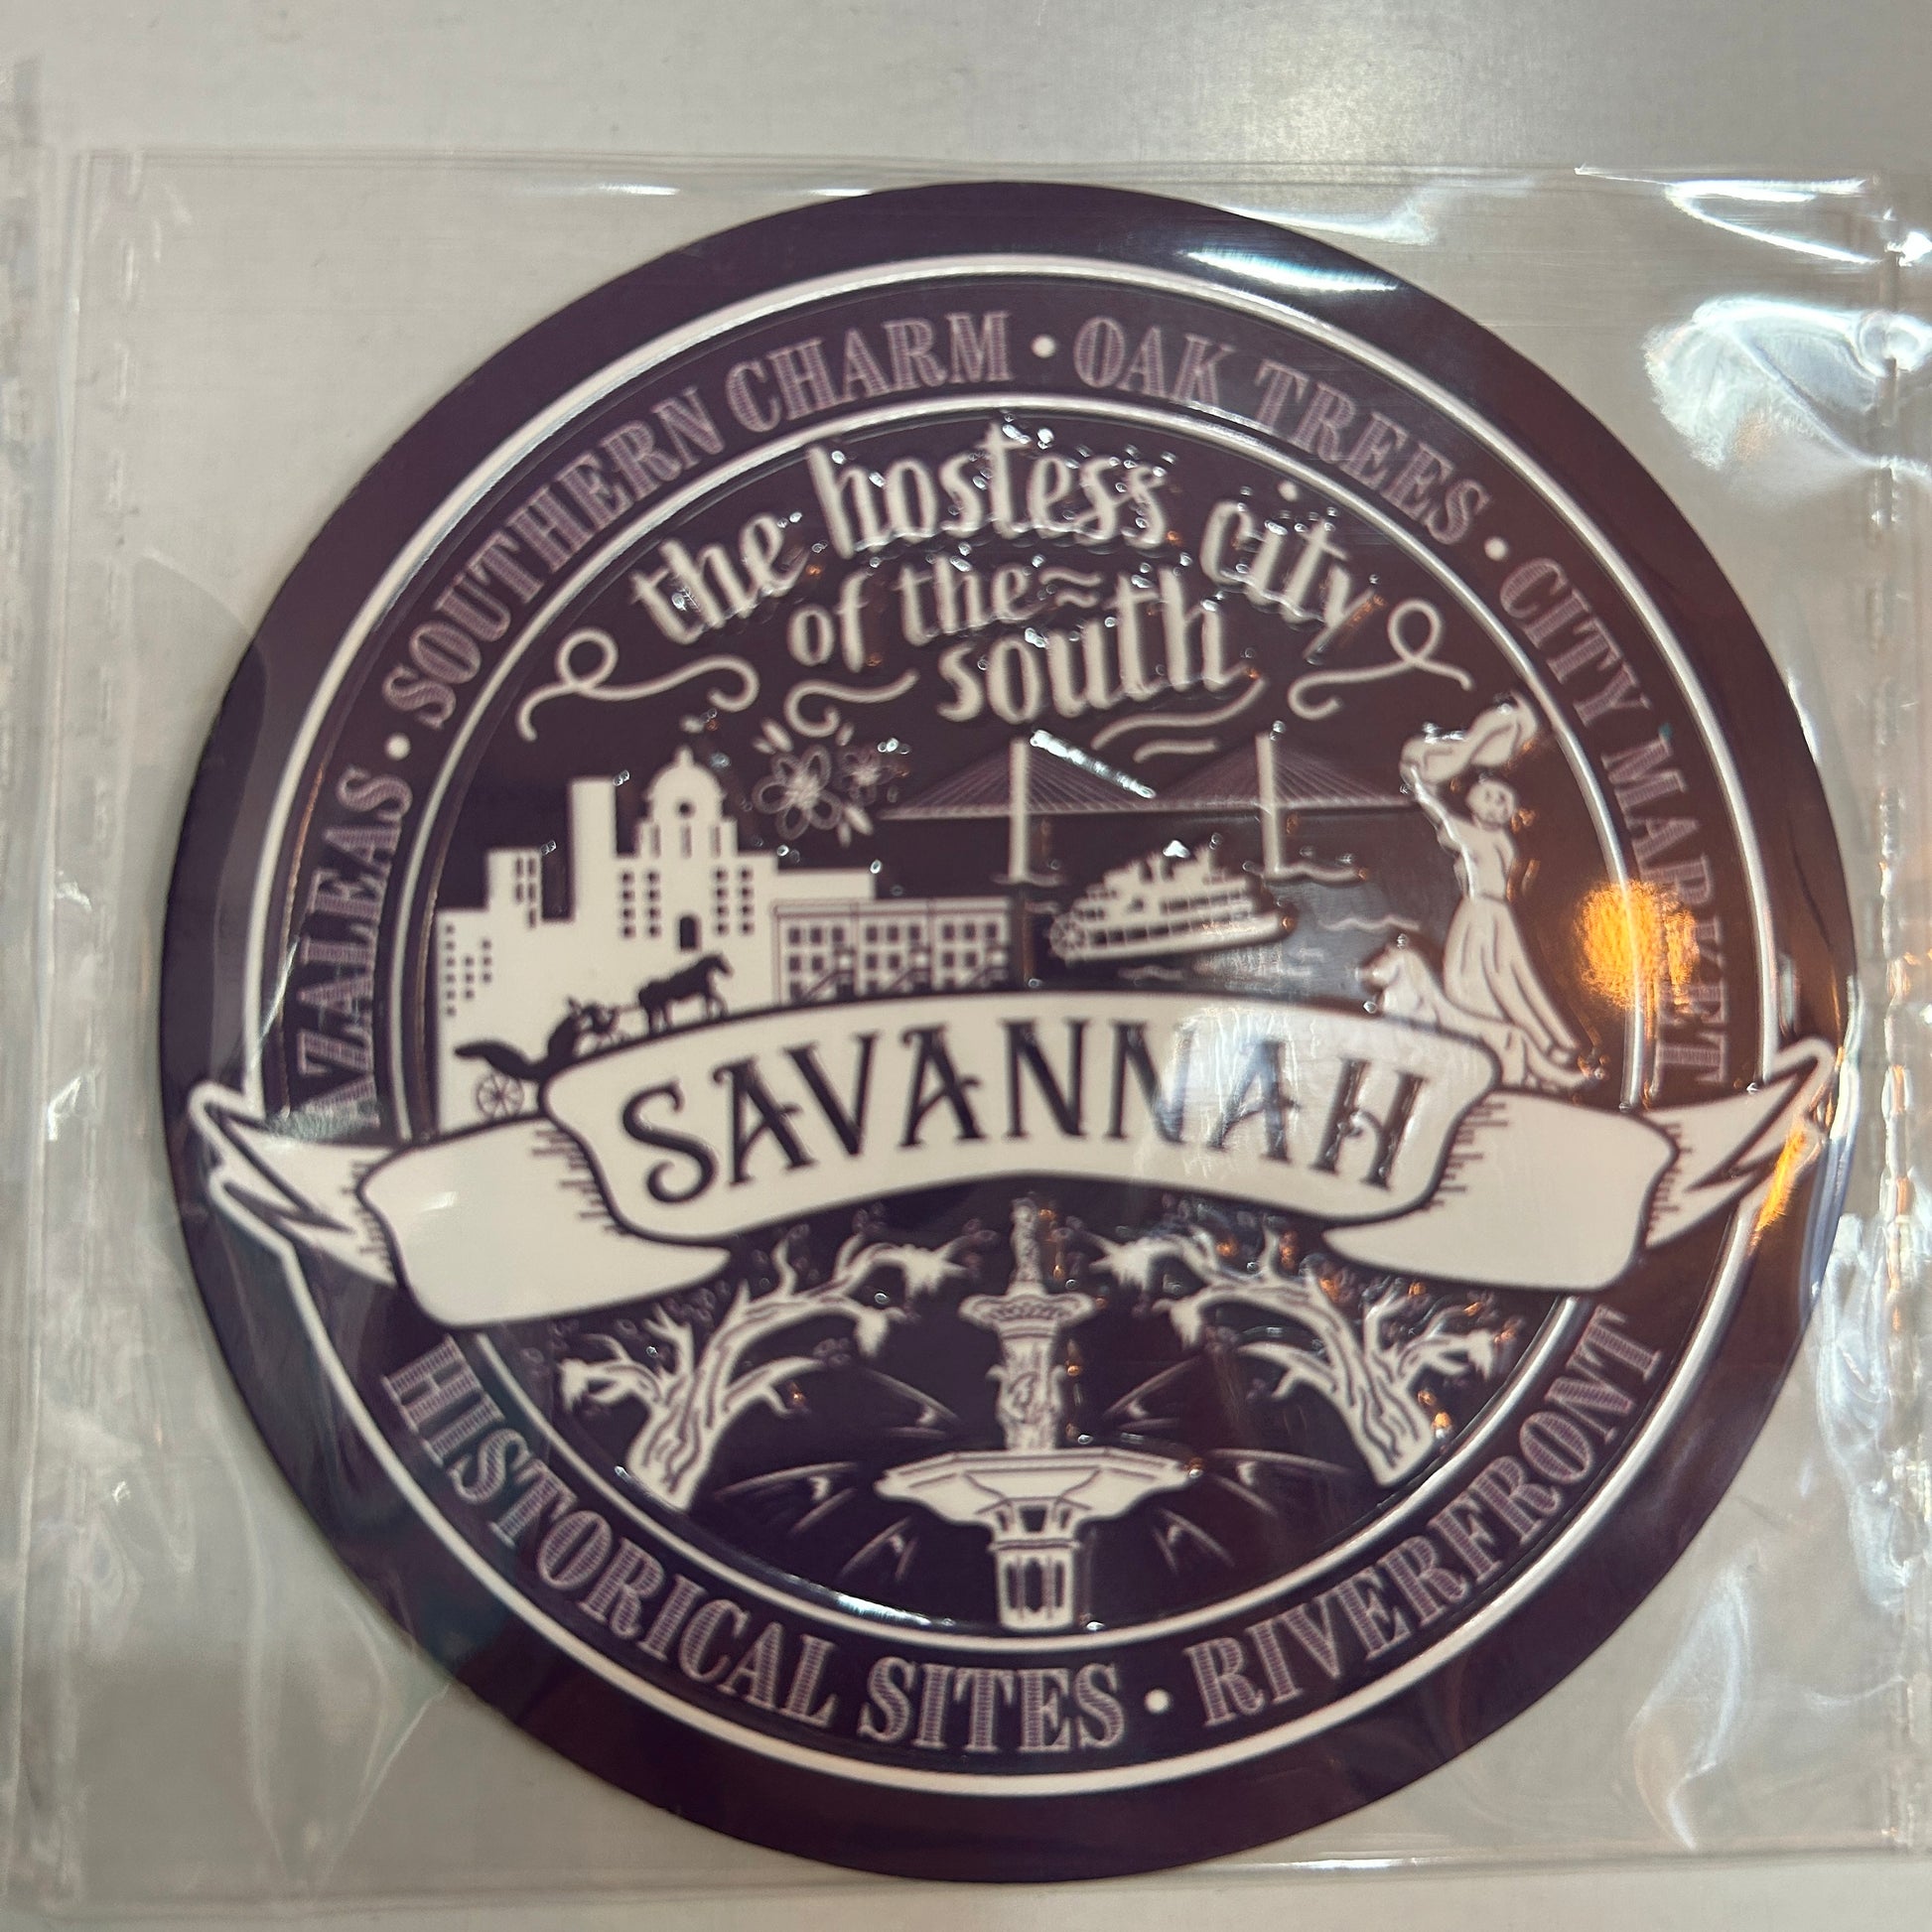 AZALEAS • SOUTHERN CHARM • OAK TREES • CITY MARKET
the hostess city
of the
south
SAVANNAH
HISTORICAL SITES • RIVERFRONT